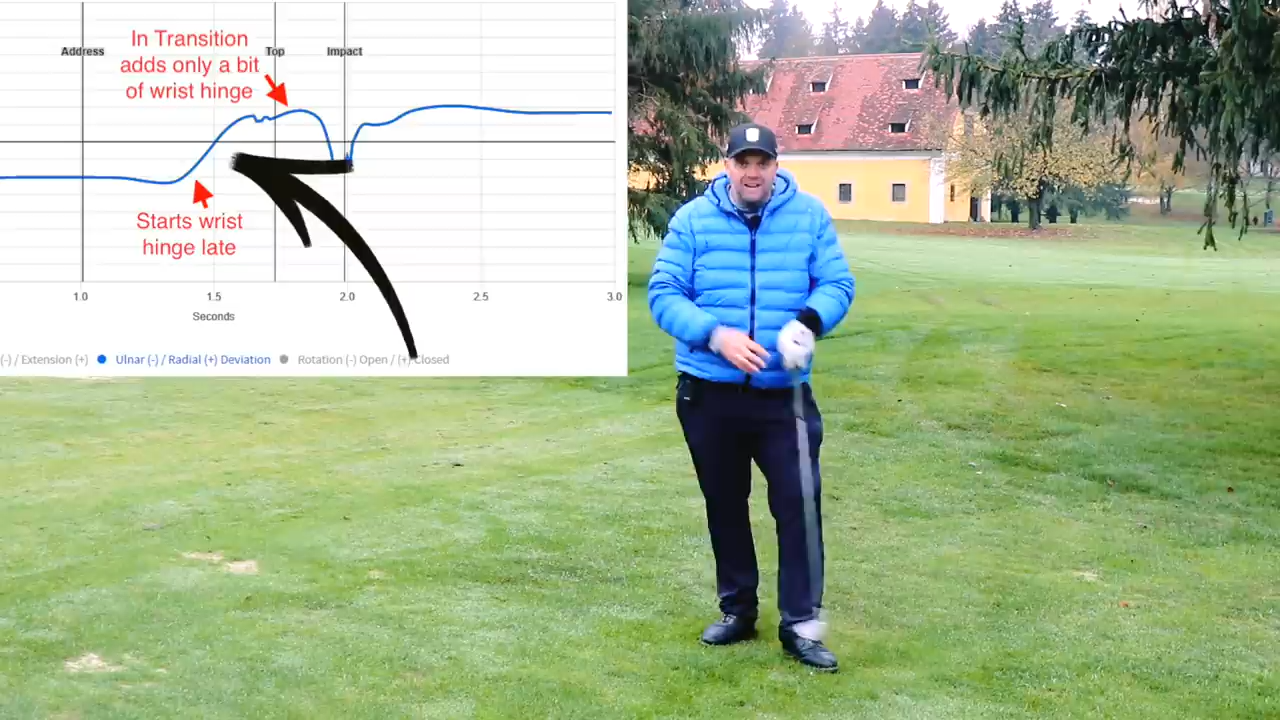 In Transition
adds only a bit
of wrist hinge
Address
Top
Impact
Starts wrist
hinge late
1.0
1.5
2.0
2.5
3.0
Seconds
(-) / Extension (+)
Ulnar (-) / Radial (+) Deviation
Rotation (-) Open / (+) Closed